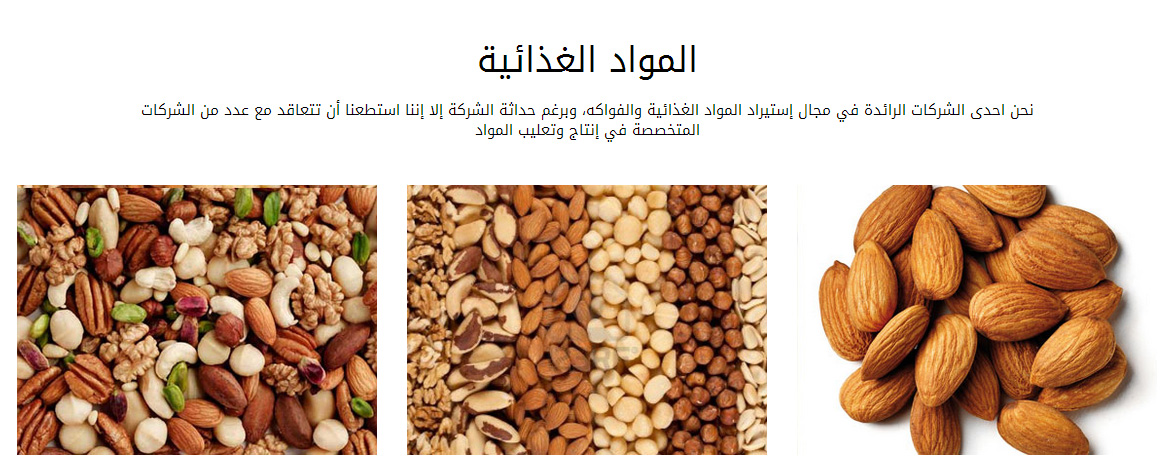 المواد الغذائية
نحن احدى الشركات الرائدة في مجال إستيراد المواد الغذائية والفواكه، وبرغم حداثة الشركة إلا إننا استطعنا أن تتعاقد مع عدد من الشركات
المتخصصة في إنتاج وتعليب المواد